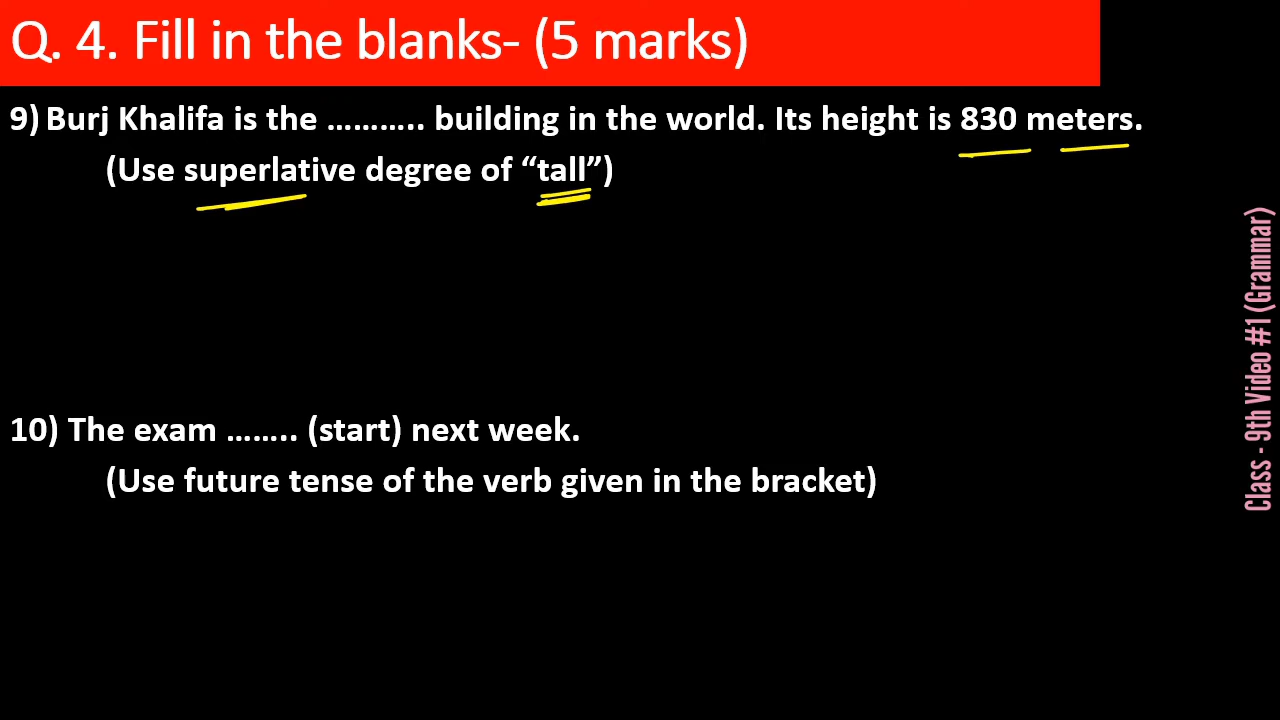 Q. 4. Fill in the blanks- (5 marks)
9) Burj Khalifa is the ……….. building in the world. Its height is 830 meters.
(Use superlative degree of “tall”)
10) The exam …….. (start) next week.
(Use future tense of the verb given in the bracket)
Class - 9th Video #1 (Grammar)